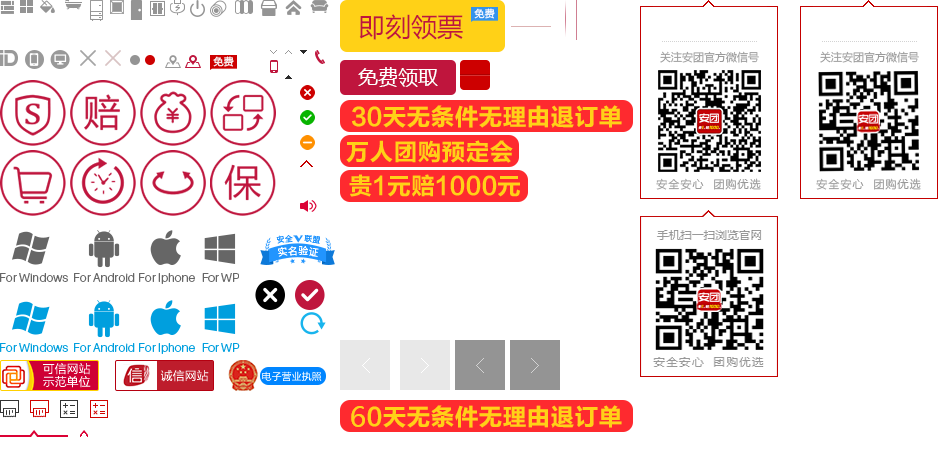 即刻领票
免费
免费
免费领取
30天无条件无理由退订单
万人团购预定会
贵1元赔1000元
S
赔
¥
保
For Windows
For Android
For Iphone
For WP
安全V联盟
实名验证
For Windows
For Android
For Iphone
For WP
可信网站
示范单位
信
诚信网站
电子营业执照
60天无条件无理由退订单
关注安团官方微信号
安团
安全安心 团购优选
关注安团官方微信号
安团
安全安心 团购优选
手机扫一扫浏览官网
安团
安全安心 团购优选